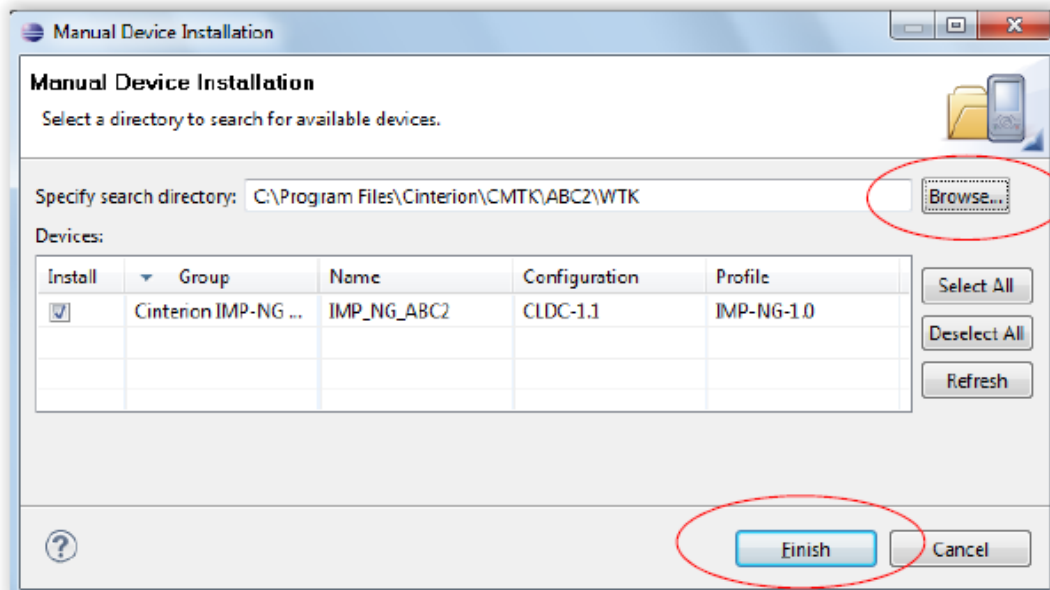 Manual Device Installation
Manual Device Installation
Select a directory to search for available devices.
Specify search directory: C:\Program Files\Cinterion\CMTK\ABC2\WTK Browse...
Devices:
Install Group Name Configuration Profile
Cinterion IMP-NG ... IMP_NG_ABC2 CLDC-1.1 IMP-NG-1.0
Select All
Deselect All
Refresh
Finish Cancel